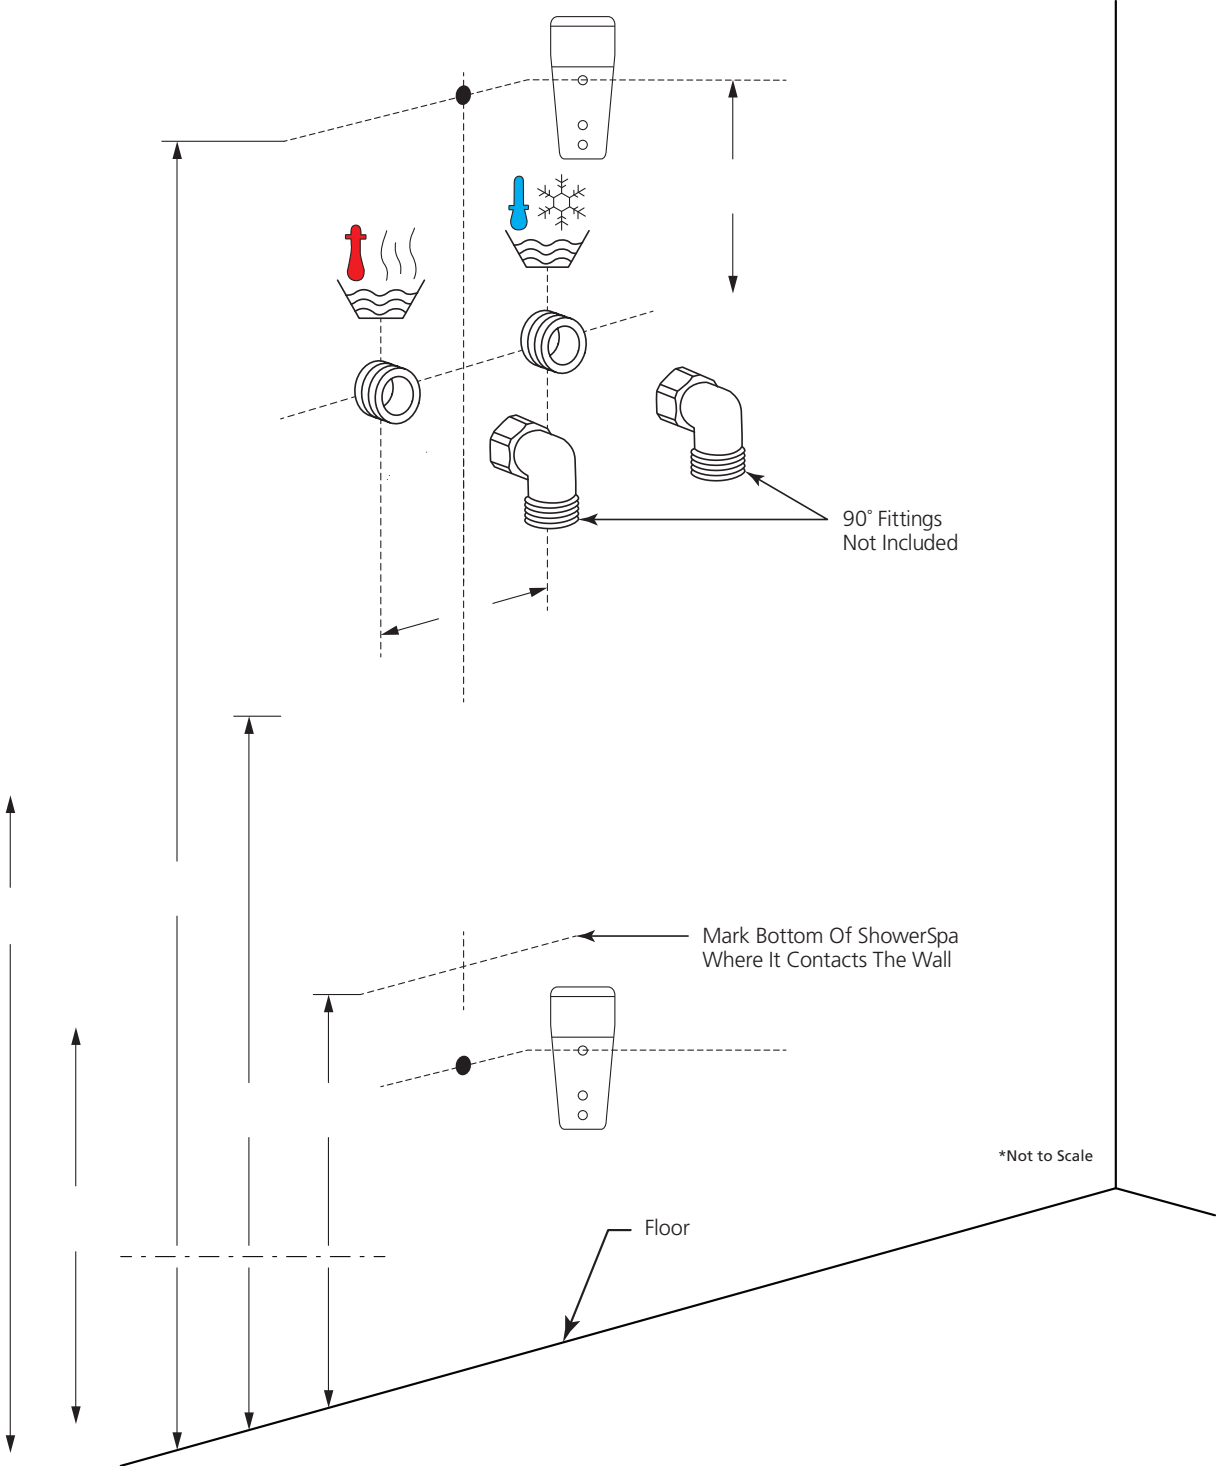 90˚ Fittings
Not Included
Mark Bottom Of ShowerSpa
Where It Contacts The Wall
*Not to Scale
Floor